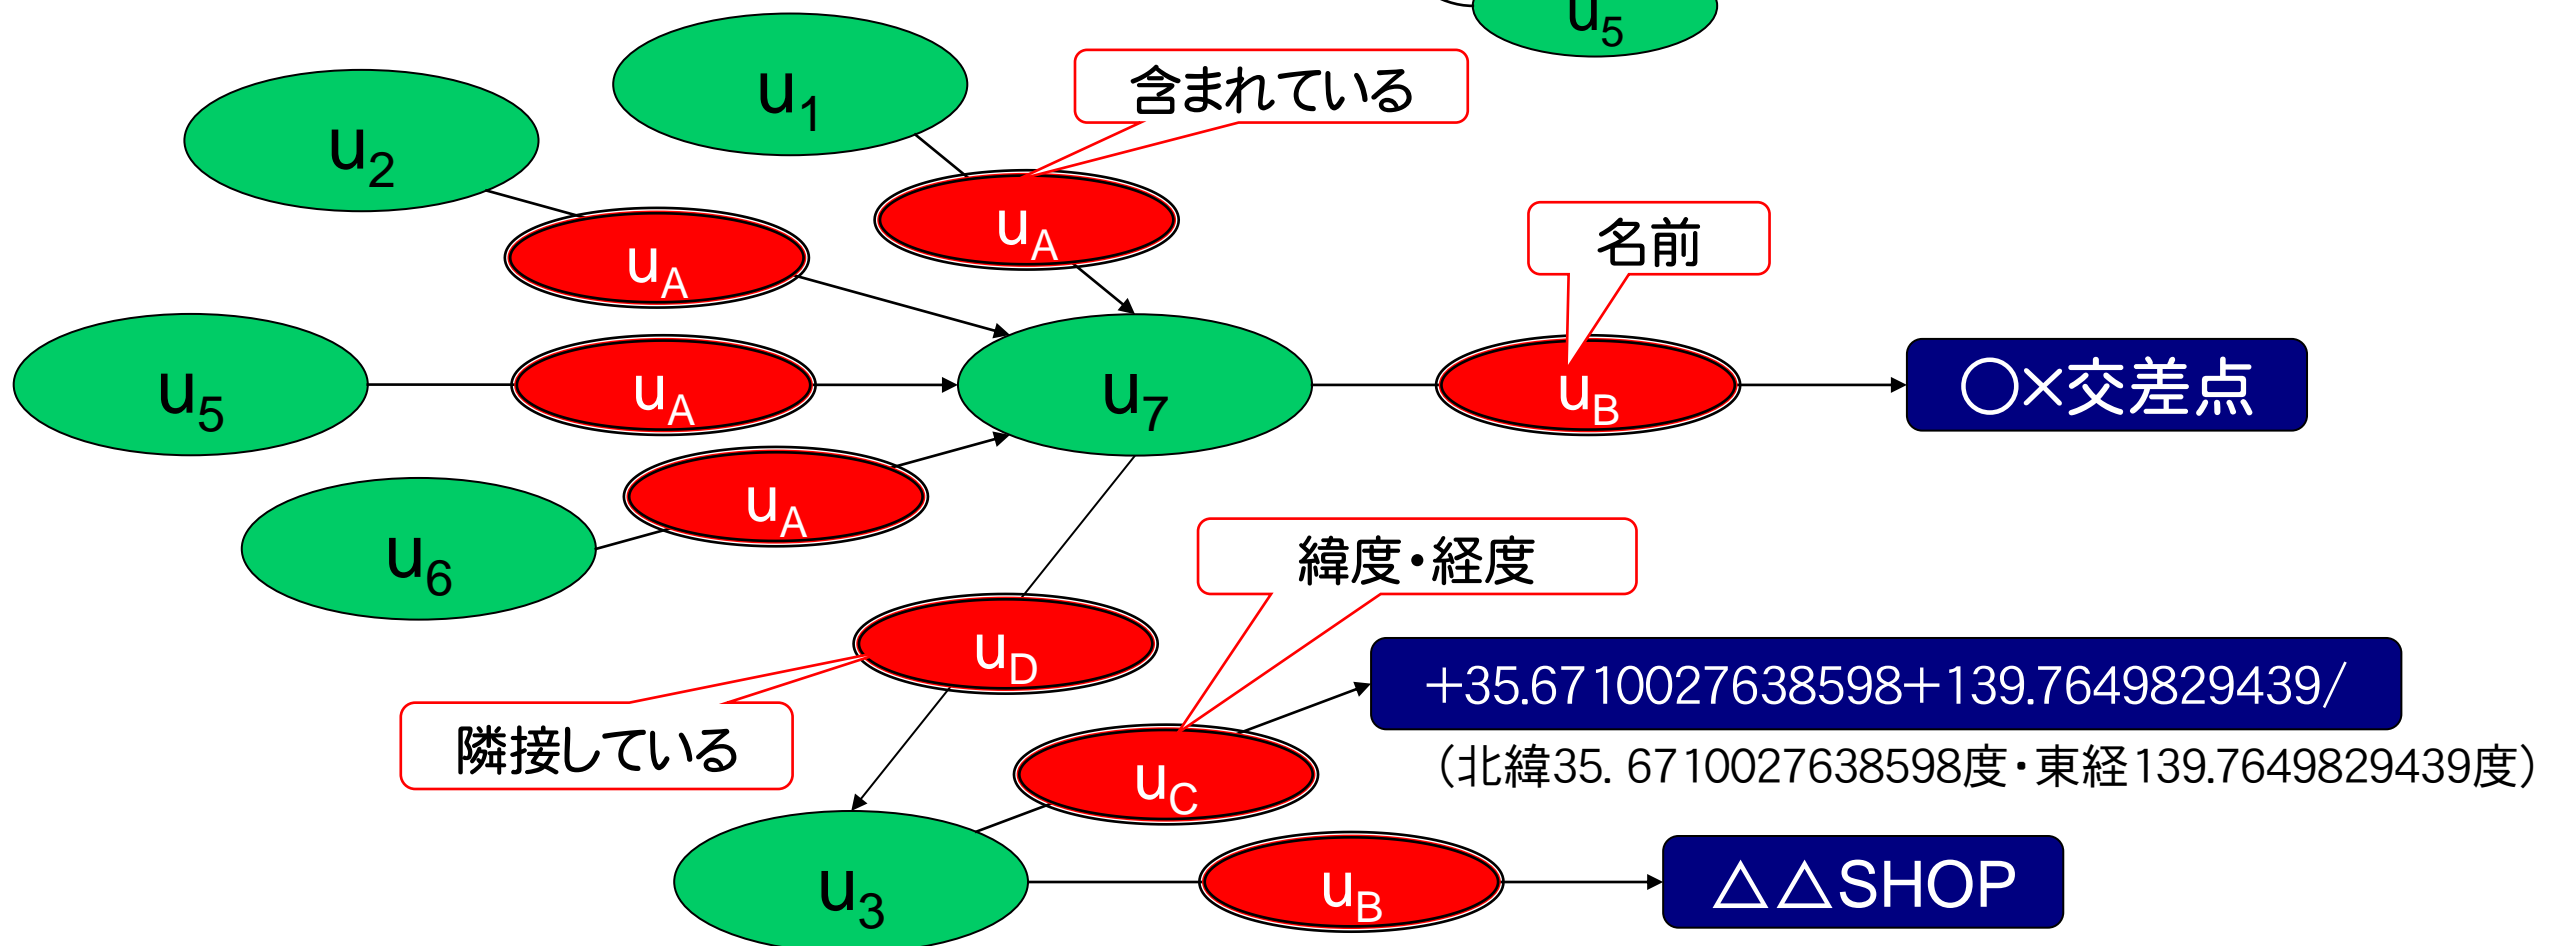 u5
u1
含まれている
u2
uA
uA
名前
u5
uA
u7
uB
○×交差点
u6
uA
緯度・経度
uD
+35.6710027638598+139.7649829439/
隣接している
uC
（北緯35. 6710027638598度・東経139.7649829439度）
u3
uB
△△SHOP